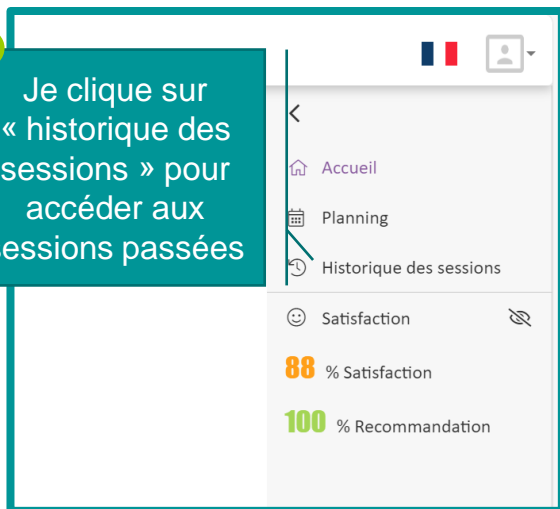 Je clique sur
« historique des
sessions » pour
accéder aux
sessions passées
Accueil
Planning
Historique des sessions
Satisfaction
88 % Satisfaction
100 % Recommandation